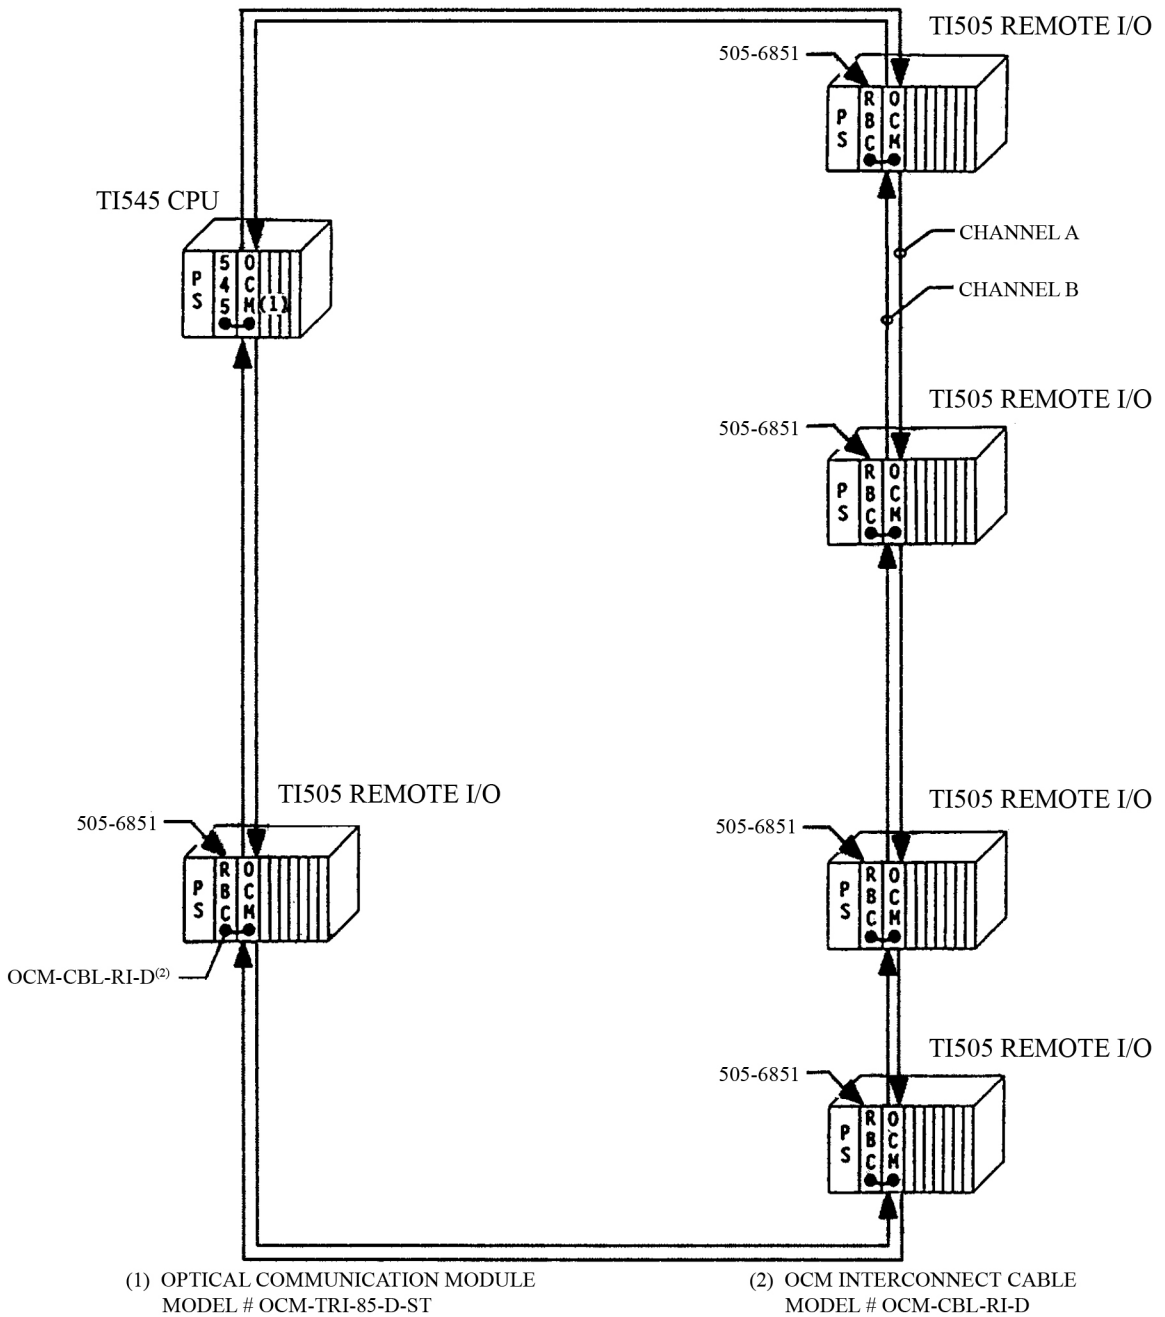 TI505 REMOTE I/O
505-6851
P
S
R
B
C
O
C
M
TI545 CPU
P
S
5
4
5
O
C
M
(1)
CHANNEL A
CHANNEL B
TI505 REMOTE I/O
505-6851
P
S
R
B
C
O
C
M
TI505 REMOTE I/O
505-6851
P
S
R
B
C
O
C
M
OCM-CBL-RI-D(2)
TI505 REMOTE I/O
505-6851
P
S
R
B
C
O
C
M
TI505 REMOTE I/O
505-6851
P
S
R
B
C
O
C
M
(1) OPTICAL COMMUNICATION MODULE
MODEL # OCM-TRI-85-D-ST
(2) OCM INTERCONNECT CABLE
MODEL # OCM-CBL-RI-D